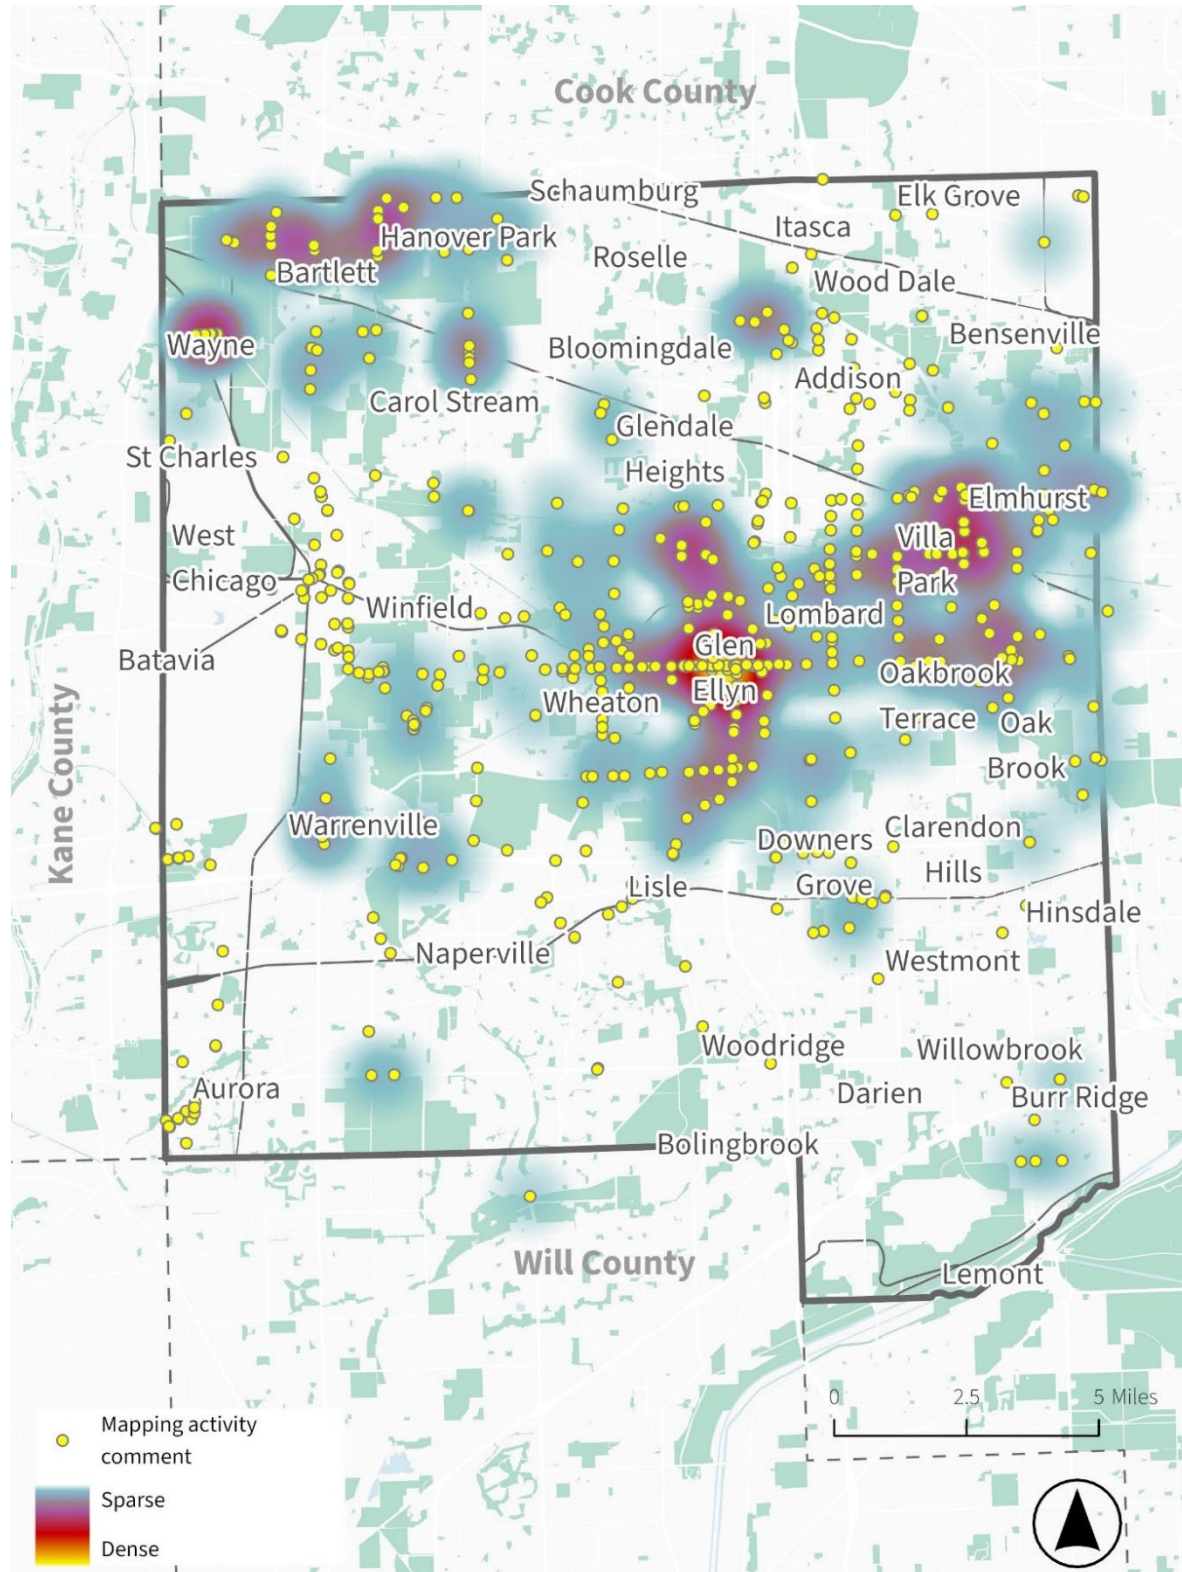 Cook County
Schaumburg
Elk Grove
Itasca
Hanover Park
Roselle
Bartlett
Wood Dale
Wayne
Bloomingdale
Bensenville
Addison
Carol Stream
Glendale
St Charles
Heights
Elmhurst
West
Villa
Chicago
Park
Winfield
Lombard
Glen
Batavia
Oakbrook
Ellyn
Wheaton
Terrace
Oak
Brook
Kane County
Warrenville
Downers
Clarendon
Hills
Lisle
Grove
Hinsdale
Naperville
Westmont
Woodridge
Willowbrook
Aurora
Darien
Burr Ridge
Bolingbrook
Will County
Lemont
0 2.5 5 Miles
Mapping activity
comment
Sparse
Dense